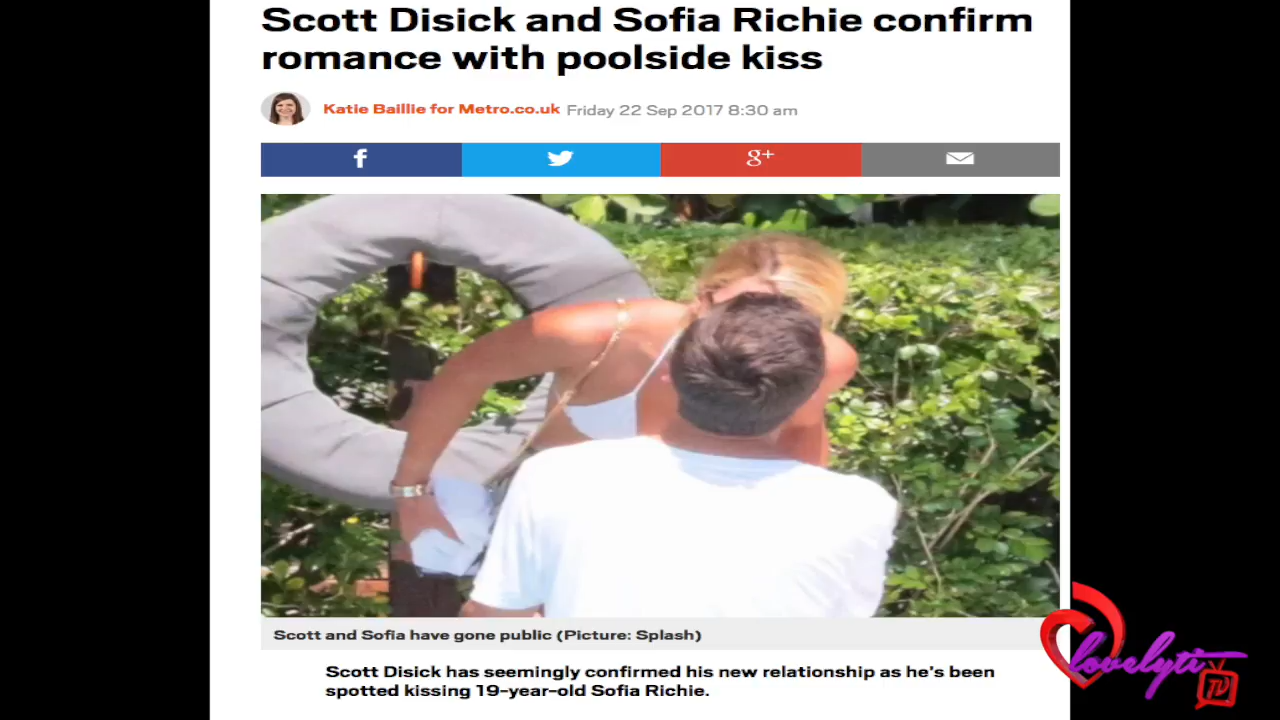 Scott Disick and Sofia Richie confirm
romance with poolside kiss
Katie Baillie for Metro.co.uk Friday 22 Sep 2017 8:30 am
f g+
Scott and Sofia have gone public (Picture: Splash)
Scott Disick has seemingly confirmed his new relationship as he's been
spotted kissing 19-year-old Sofia Richie.
lovelyti
TV